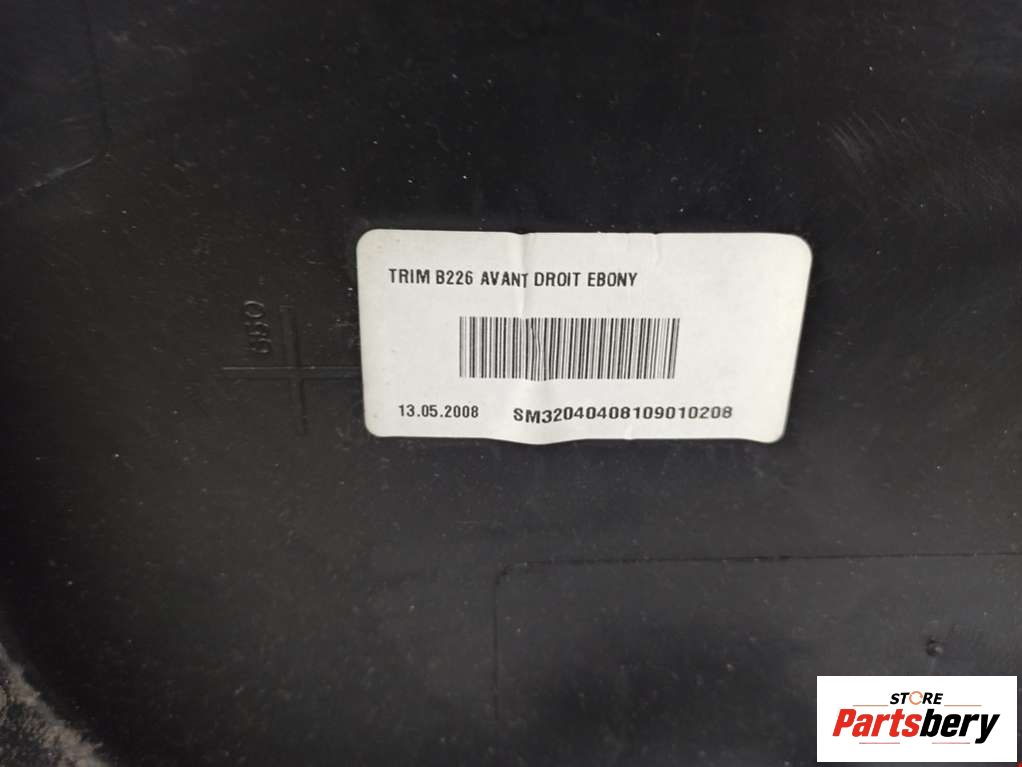 TRIM B226 AVANT DROIT EBONY
13.05.2008 SM32040408109010208
STORE
Partsbery